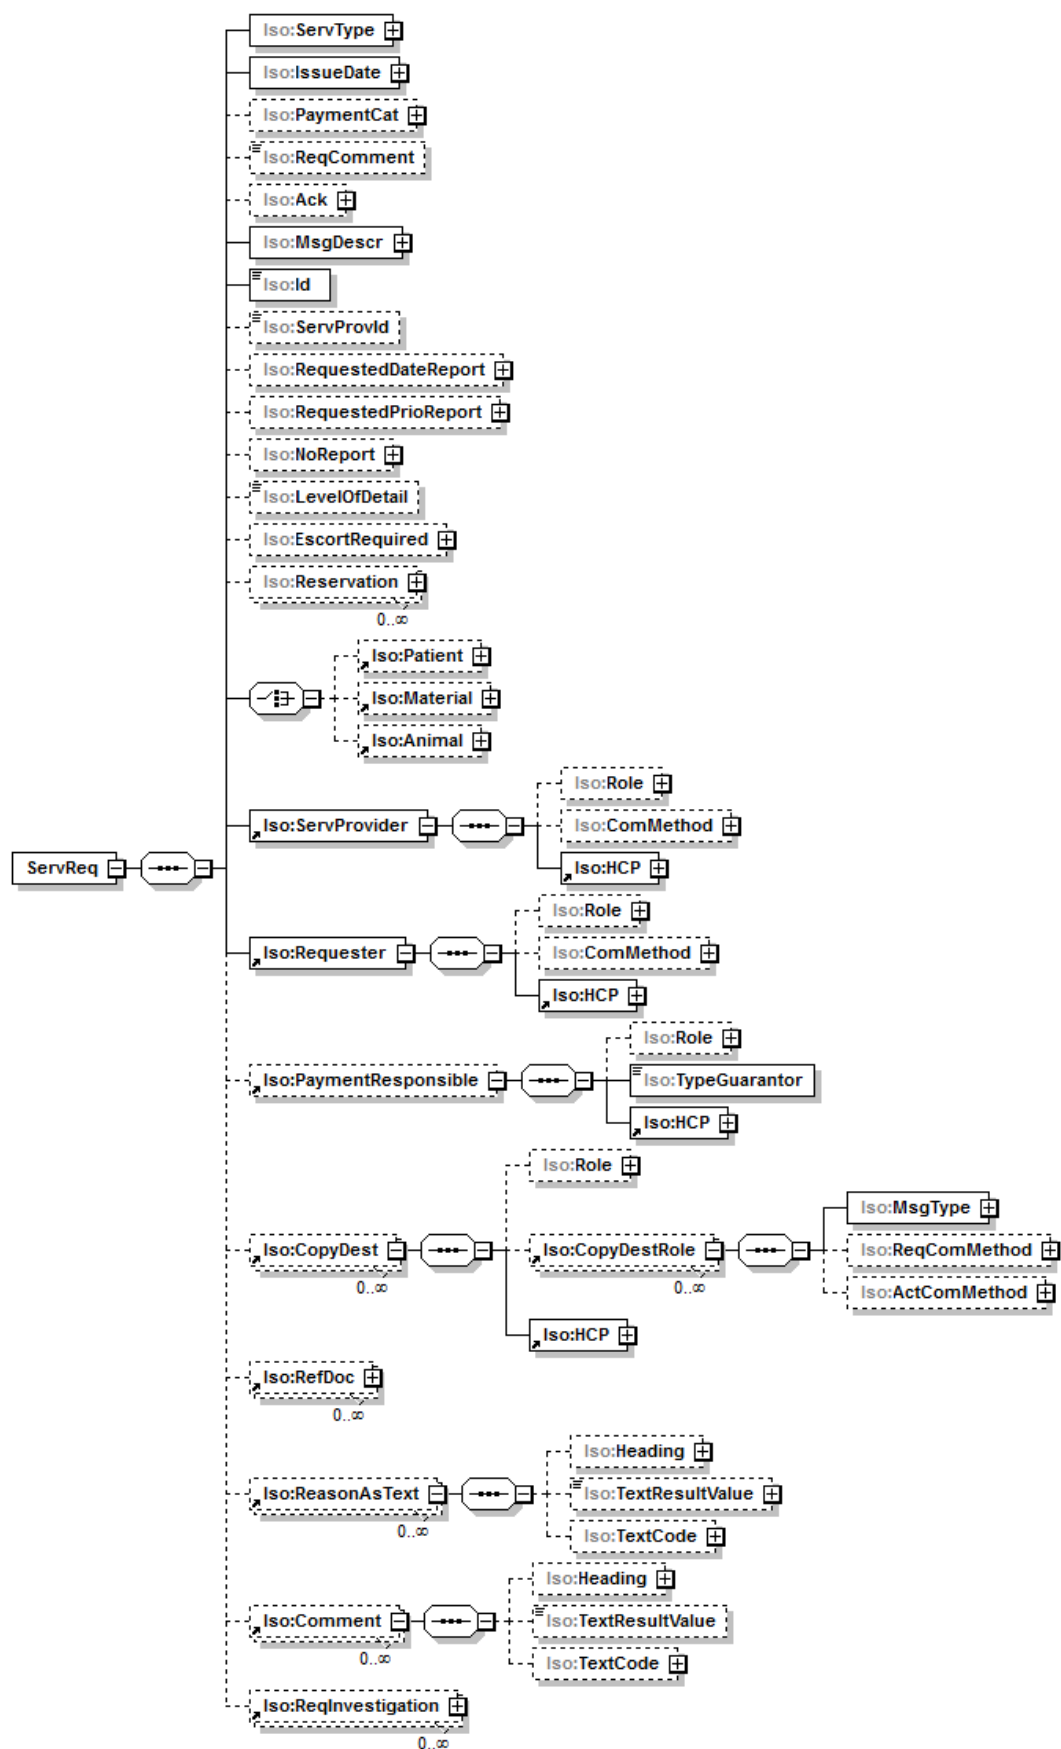 Iso:ServType
Iso:IssueDate
Iso:PaymentCat
Iso:ReqComment
Iso:Ack
Iso:MsgDescr
Iso:Id
Iso:ServProvId
Iso:RequestedDateReport
Iso:RequestedPrioReport
Iso:NoReport
Iso:LevelOfDetail
Iso:EscortRequired
Iso:Reservation
0..∞
Iso:Patient
Iso:Material
Iso:Animal
Iso:Role
Iso:ServProvider
Iso:ComMethod
ServReq
Iso:HCP
Iso:Role
Iso:Requester
Iso:ComMethod
Iso:HCP
Iso:Role
Iso:PaymentResponsible
Iso:TypeGuarantor
Iso:HCP
Iso:Role
Iso:MsgType
Iso:CopyDest
Iso:CopyDestRole
Iso:ReqComMethod
0..∞
0..∞
Iso:ActComMethod
Iso:HCP
Iso:RefDoc
0..∞
Iso:Heading
Iso:ReasonAsText
Iso:TextResultValue
0..∞
Iso:TextCode
Iso:Heading
Iso:Comment
Iso:TextResultValue
0..∞
Iso:TextCode
Iso:ReqInvestigation
0..∞